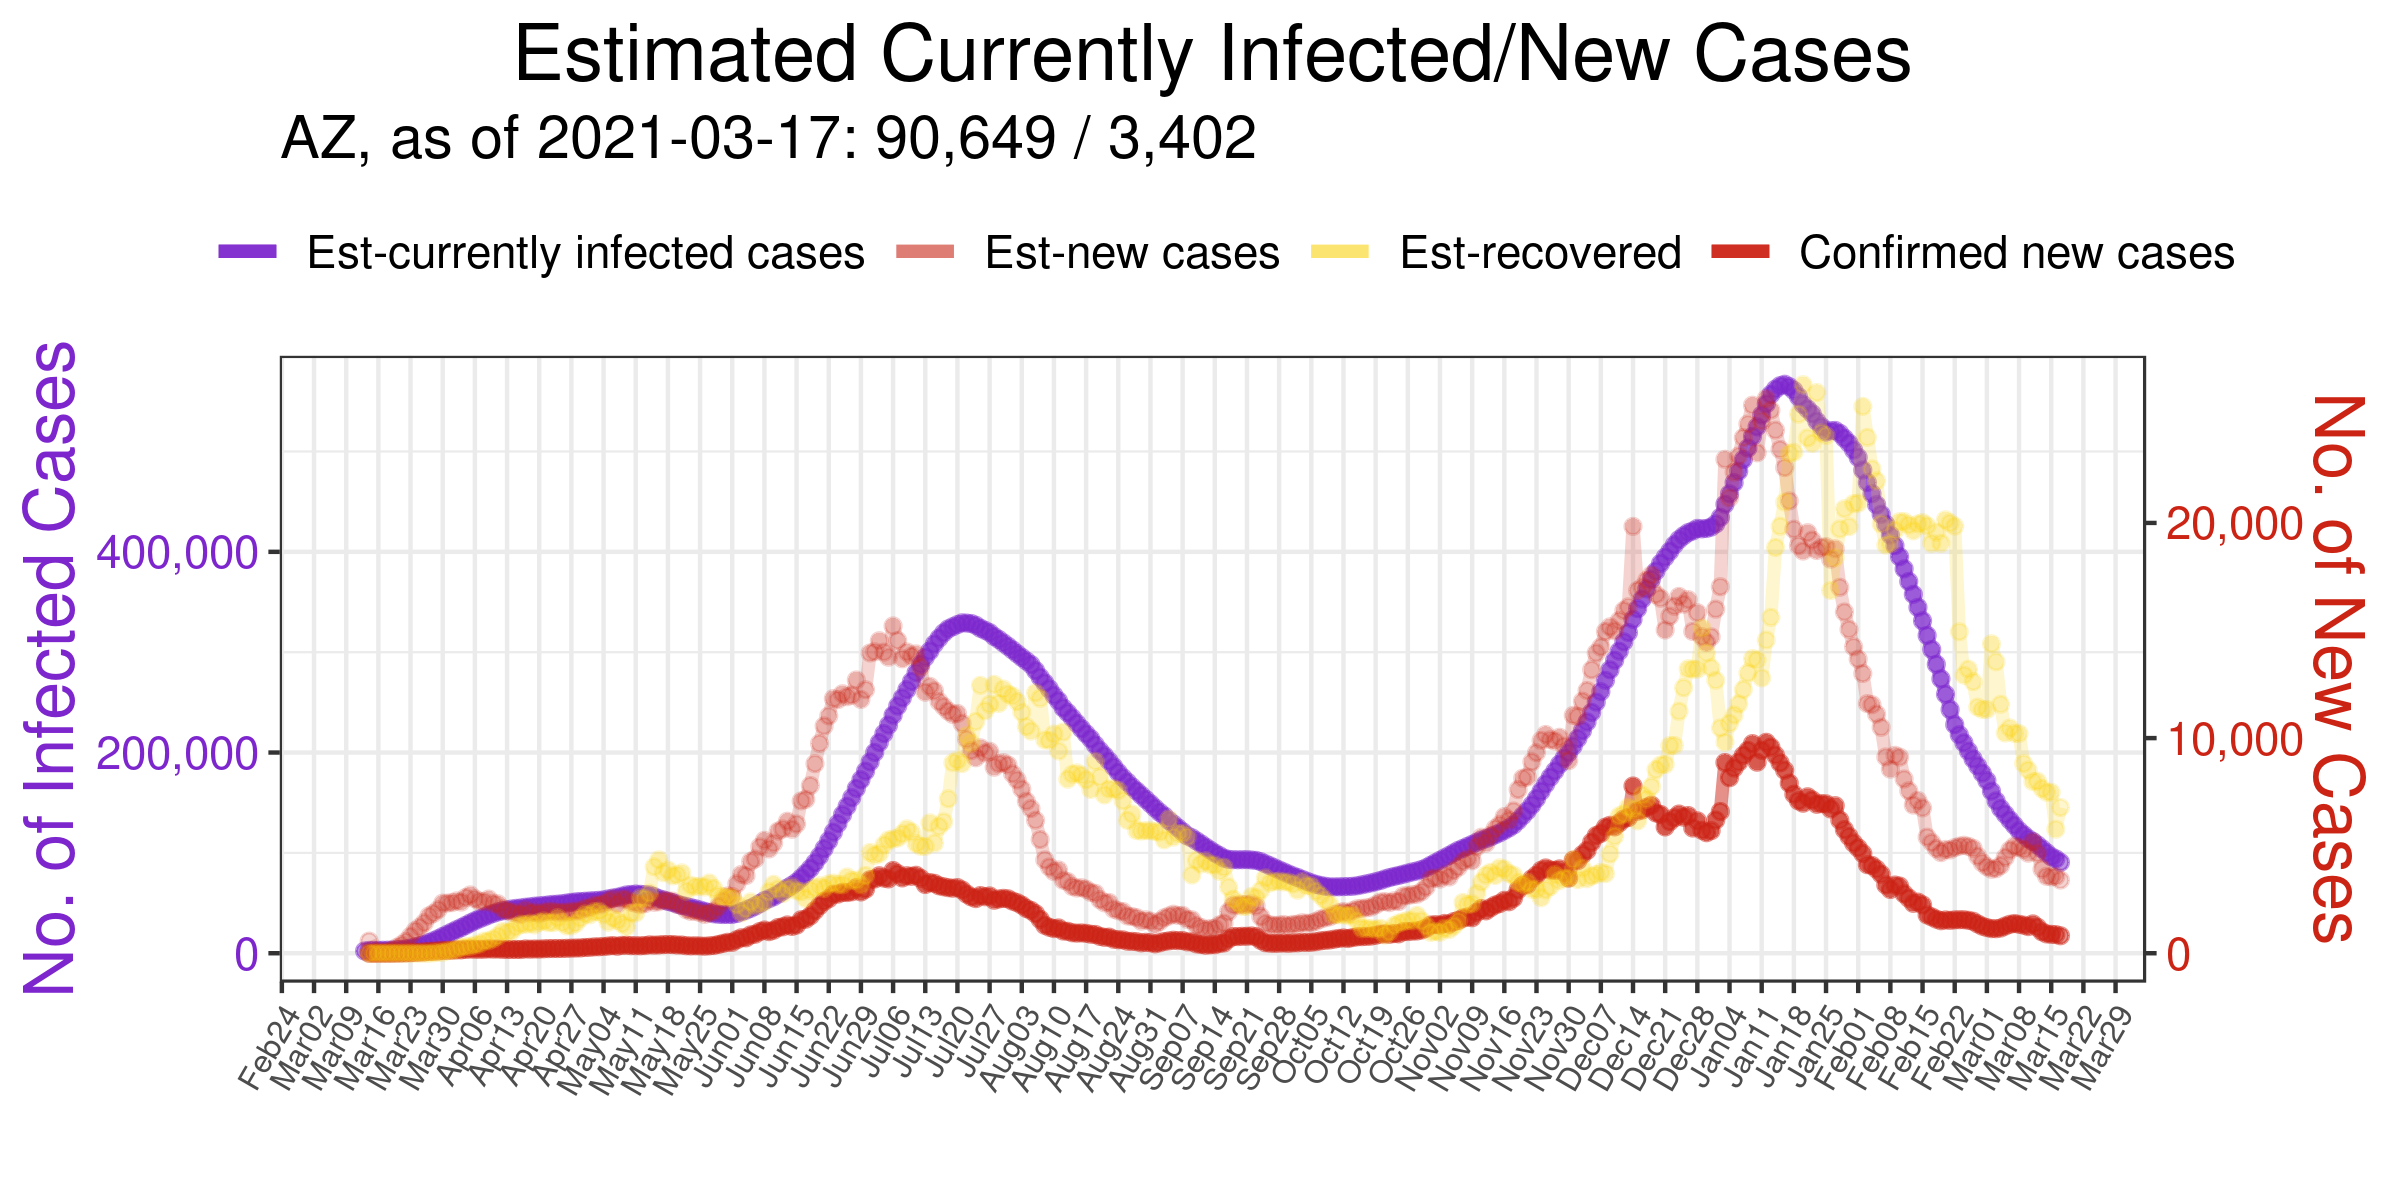 Estimated Currently Infected/New Cases
AZ, as of 2021-03-17: 90,649 / 3,402
Est-currently infected cases Est-new cases Est-recovered Confirmed new cases
No. of Infected Cases
400,000
200,000
0
No. of New Cases
20,000
10,000
0
Feb24 Mar02 Mar09 Mar16 Mar23 Mar30 Apr06 Apr13 Apr20 Apr27 May04 May11 May18 May25 Jun01 Jun08 Jun15 Jun22 Jun29 Jul06 Jul13 Jul20 Jul27 Aug03 Aug10 Aug17 Aug24 Aug31 Sep07 Sep14 Sep21 Sep28 Oct05 Oct12 Oct19 Oct26 Nov02 Nov09 Nov16 Nov23 Nov30 Dec07 Dec14 Dec21 Dec28 Jan04 Jan11 Jan18 Jan25 Feb01 Feb08 Feb15 Feb22 Mar01 Mar08 Mar15 Mar22 Mar29